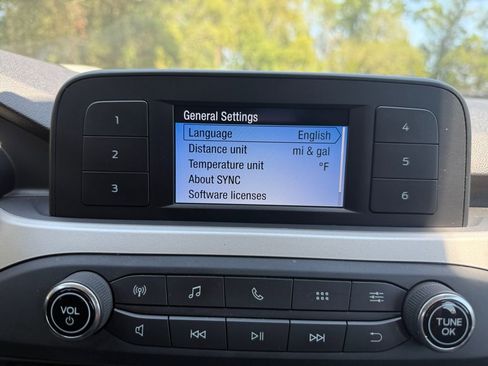 General Settings
Language English
Distance unit mi & gal
Temperature unit °F
About SYNC
Software licenses
1
2
3
4
5
6
VOL
TUNE
OK